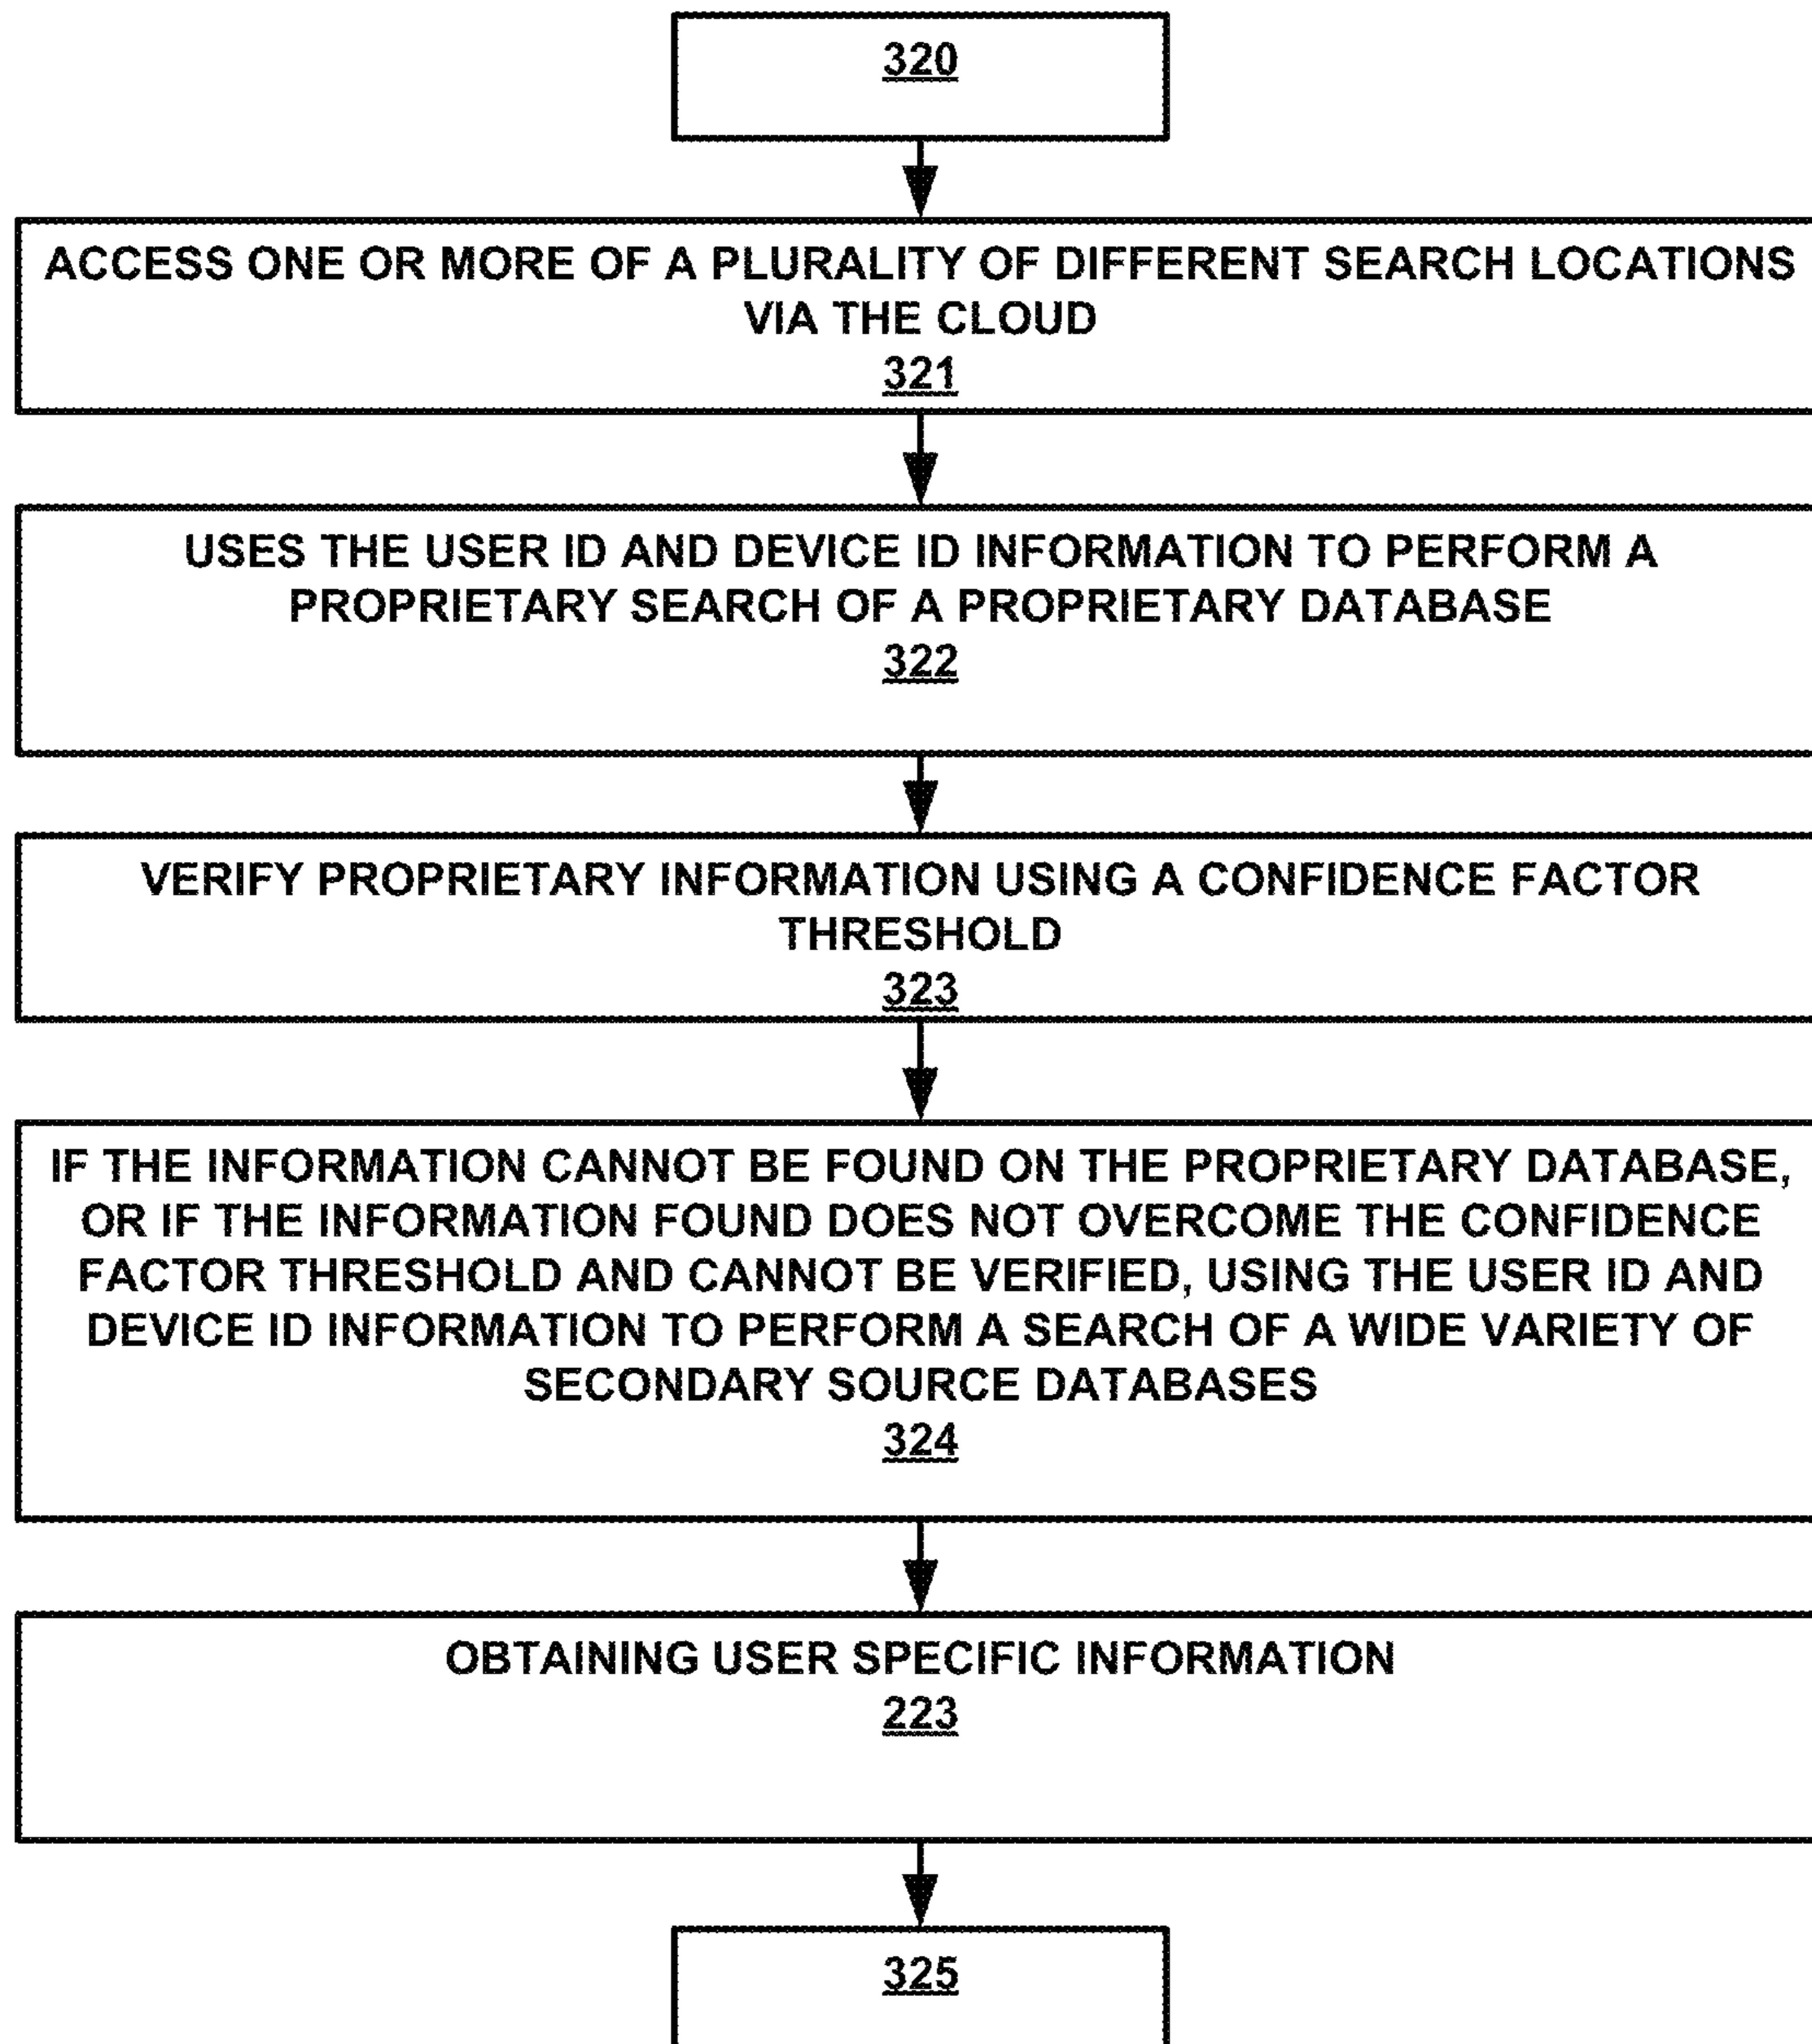 320
ACCESS ONE OR MORE OF A PLURALITY OF DIFFERENT SEARCH LOCATIONS
VIA THE CLOUD
321
USES THE USER ID AND DEVICE ID INFORMATION TO PERFORM A
PROPRIETARY SEARCH OF A PROPRIETARY DATABASE
322
VERIFY PROPRIETARY INFORMATION USING A CONFIDENCE FACTOR
THRESHOLD
323
IF THE INFORMATION CANNOT BE FOUND ON THE PROPRIETARY DATABASE,
OR IF THE INFORMATION FOUND DOES NOT OVERCOME THE CONFIDENCE
FACTOR THRESHOLD AND CANNOT BE VERIFIED, USING THE USER ID AND
DEVICE ID INFORMATION TO PERFORM A SEARCH OF A WIDE VARIETY OF
SECONDARY SOURCE DATABASES
324
OBTAINING USER SPECIFIC INFORMATION
223
325